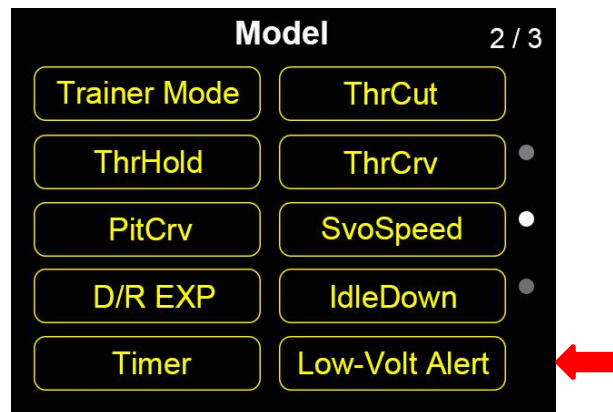 Model 2 / 3
Trainer Mode ThrCut
ThrHold ThrCrv
PitCrv SvoSpeed
D/R EXP IdleDown
Timer Low-Volt Alert